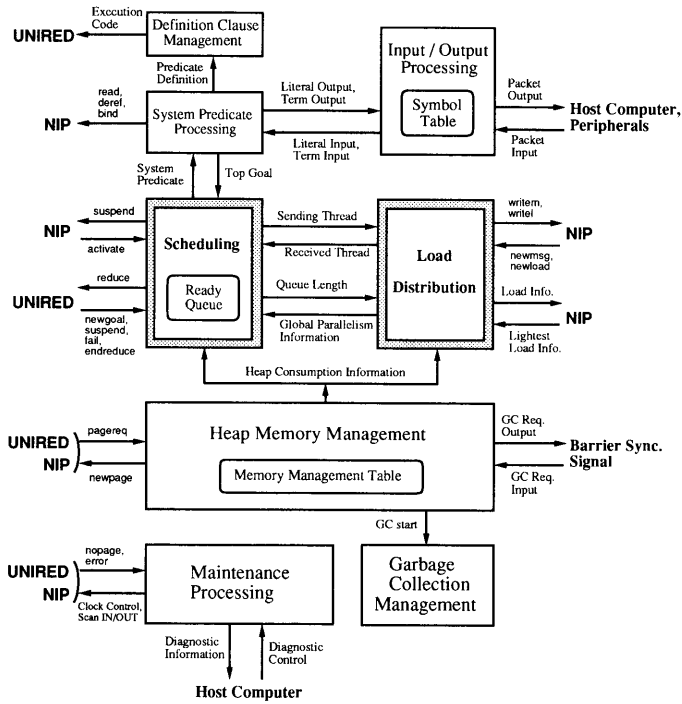 Execution
Code
UNIRED
Definition Clause
Management
Predicate
Definition
Input / Output
Processing
Symbol
Table
Packet
Output
Host Computer,
Peripherals
Packet
Input
read,
deref,
bind
NIP
System Predicate
Processing
Literal Output,
Term Output
Literal Input,
Term Input
System
Predicate
Top Goal
suspend
NIP
activate
reduce
UNIRED
newgoal,
suspend,
fail,
endreduce
Scheduling
Ready
Queue
Sending Thread
Received Thread
Queue Length
Global Parallelism
Information
Load
Distribution
writem,
writel
NIP
newmsg,
newload
Load Info.
NIP
Lightest
Load Info.
Heap Consumption Information
UNIRED
NIP
pagereq
newpage
Heap Memory Management
Memory Management Table
GC Req.
Output
Barrier Sync.
Signal
GC Req.
Input
GC start
Garbage
Collection
Management
UNIRED
NIP
nopage,
error
Clock Control,
Scan IN/OUT
Maintenance
Processing
Diagnostic
Information
Diagnostic
Control
Host Computer